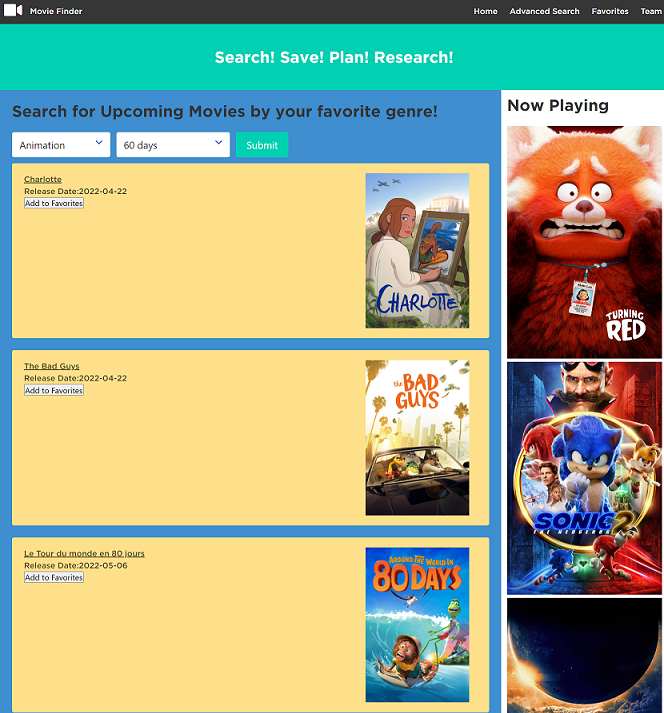 Movie Finder
Home Advanced Search Favorites Team
Search! Save! Plan! Research!
Search for Upcoming Movies by your favorite genre!
Animation 60 days Submit
Charlotte
Release Date:2022-04-22
Add to Favorites
CHARLOTTE
The Bad Guys
Release Date:2022-04-22
Add to Favorites
the BAD
GUYS
Le Tour du monde en 80 jours
Release Date:2022-05-06
Add to Favorites
AROUND THE WORLD IN
80 DAYS
Now Playing
TURNING
RED
SONIC 2
THE HEDGEHOG